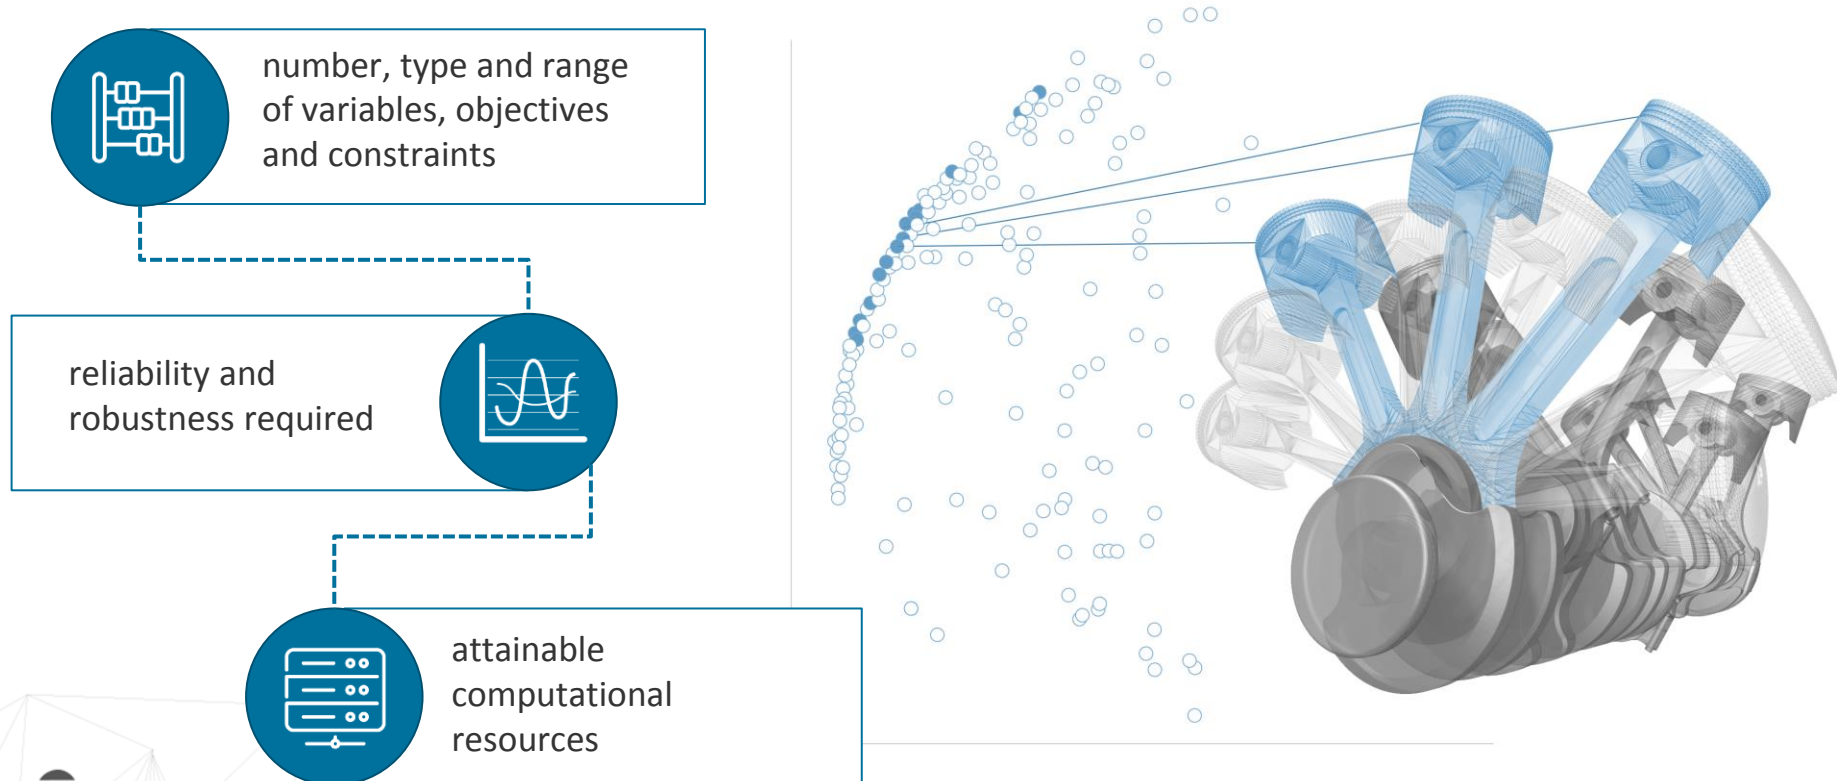 number, type and range
of variables, objectives
and constraints
reliability and
robustness required
attainable
computational
resources